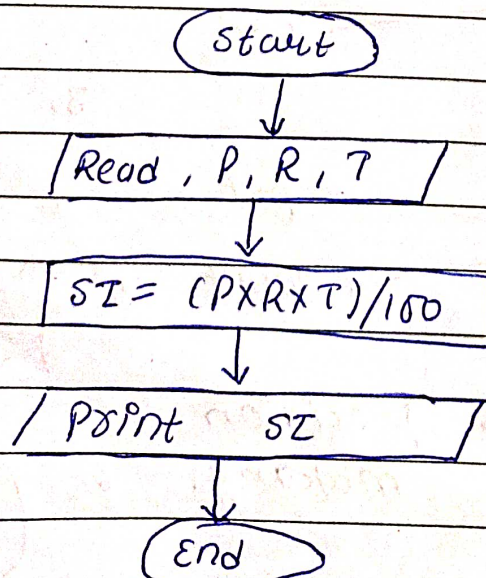 Start
Read, P, R, T
SI = (PXRXT)/100
Print SI
End